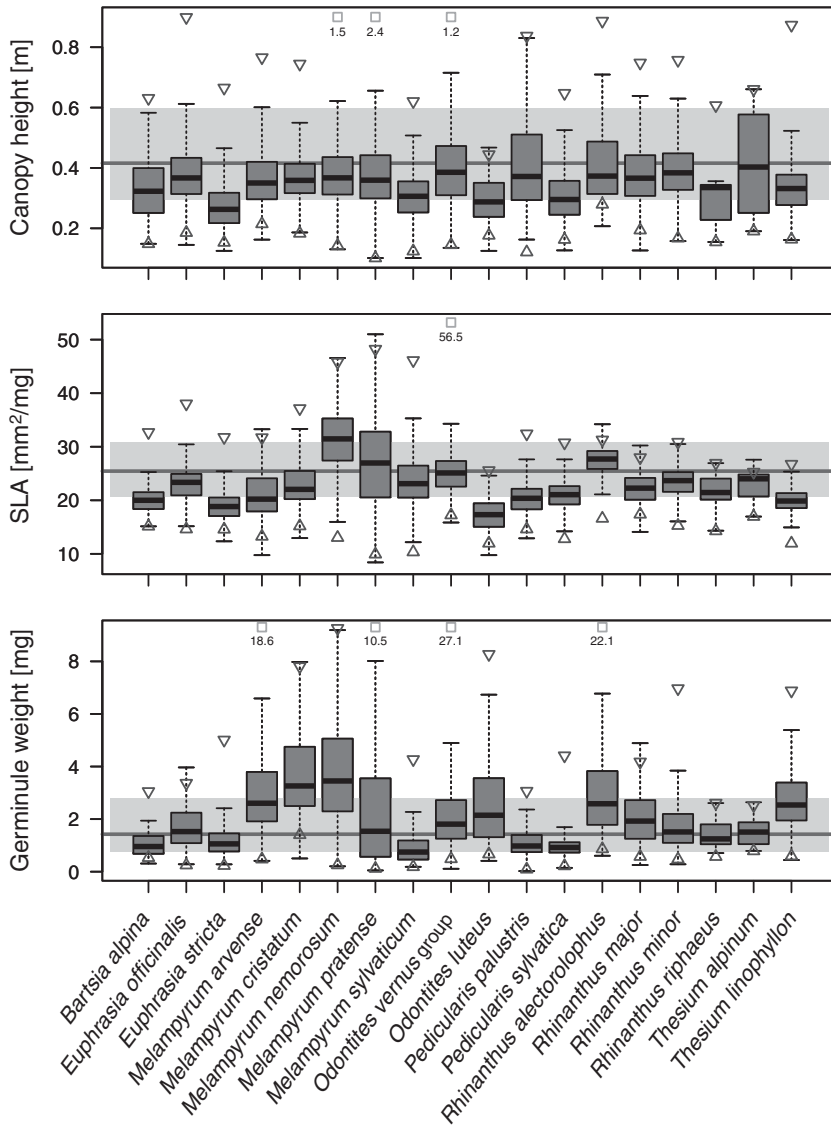 Canopy height [m]
0.8
0.6
0.4
0.2
1.5
2.4
1.2
SLA [mm²/mg]
50
40
30
20
10
56.5
Germinule weight [mg]
8
6
4
2
0
18.6
10.5
27.1
22.1
Bartsia alpina
Euphrasia officinalis
Euphrasia stricta
Melampyrum arvense
Melampyrum cristatum
Melampyrum nemorosum
Melampyrum pratense
Melampyrum sylvaticum
Odontites vernus group
Odontites luteus
Pedicularis palustris
Pedicularis sylvatica
Rhinanthus alectorolophus
Rhinanthus major
Rhinanthus minor
Rhinanthus riphaeus
Thesium alpinum
Thesium linophyllon